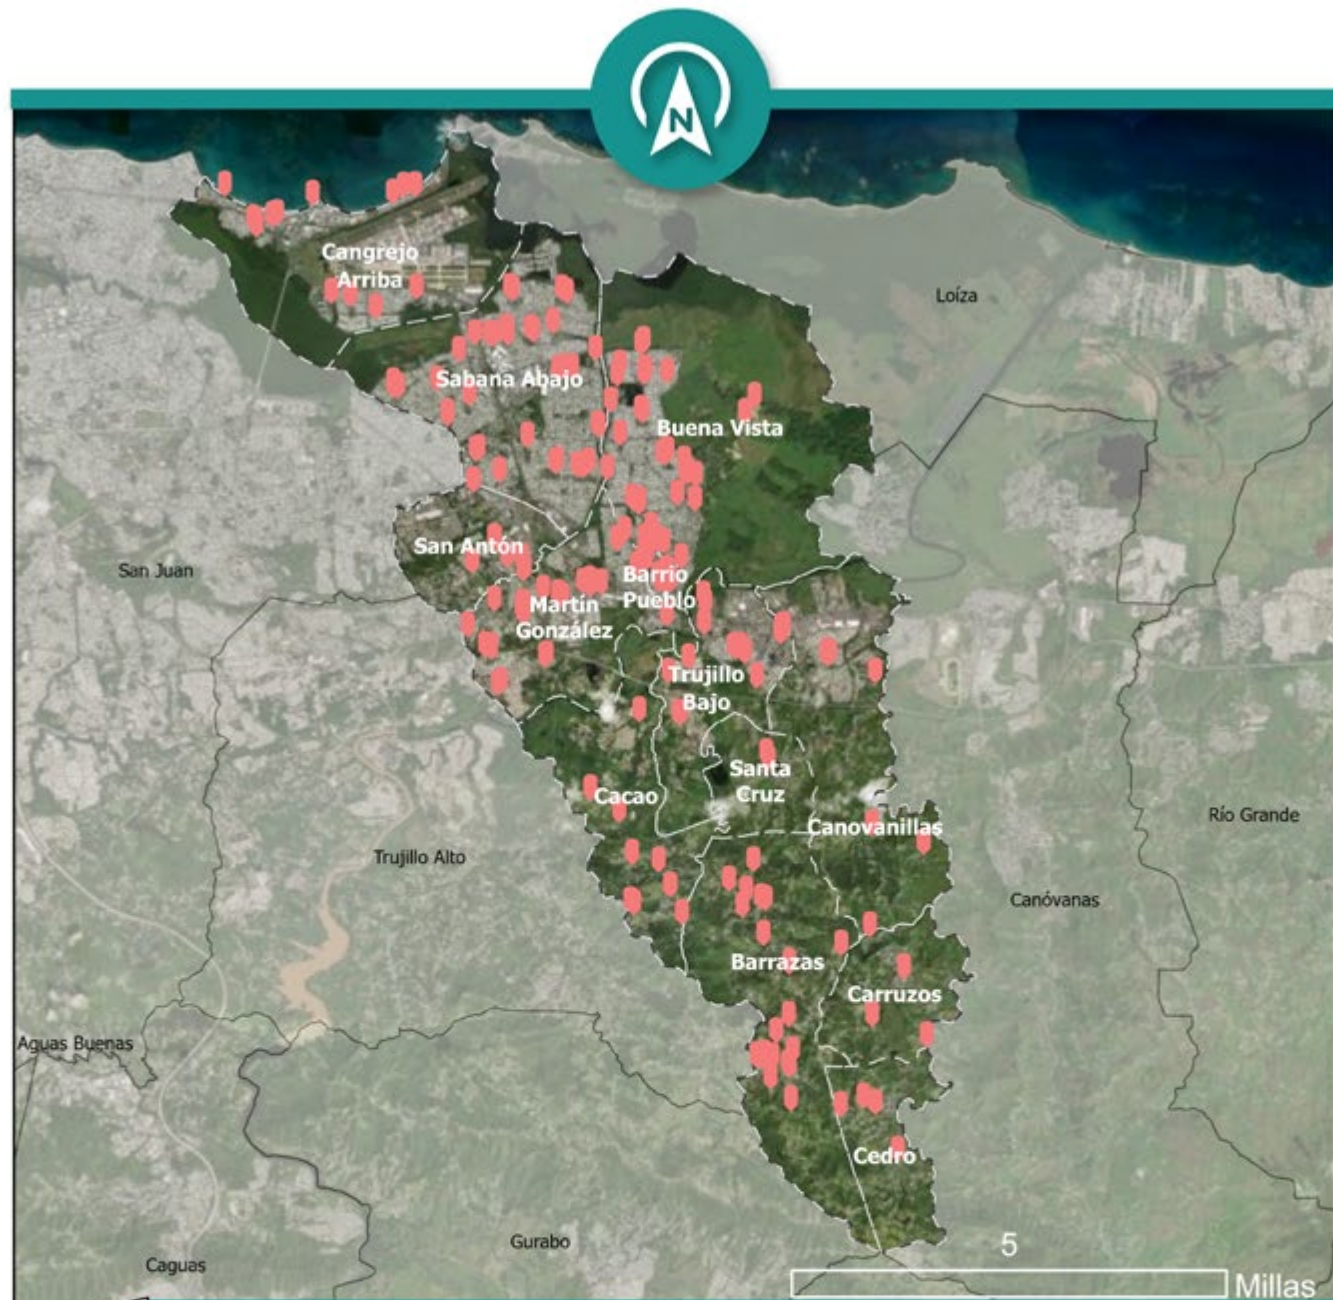 N
Cangrejo
Arriba
Loíza
Sabana Abajo
Buena Vista
San Antón
San Juan
Barrio
Pueblo
Martín
González
Trujillo
Bajo
Santa
Cruz
Cacao
Canovanillas
Río Grande
Trujillo Alto
Canóvanas
Barrazas
Carruzos
Aguas Buenas
Cedro
Gurabo
5
Caguas
Millas